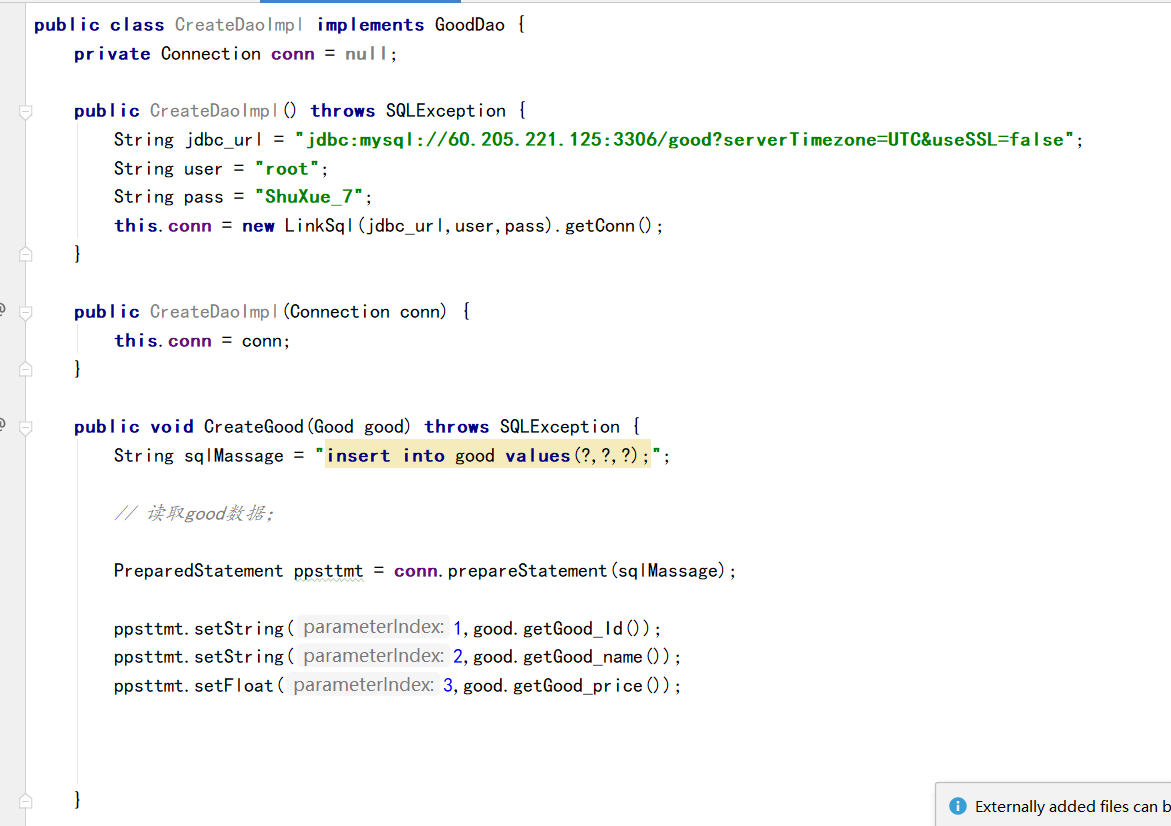 public class CreateDaoImpl implements GoodDao {
private Connection conn = null;
public CreateDaoImpl() throws SQLException {
String jdbc_url = "jdbc:mysql://60.205.221.125:3306/good?serverTimezone=UTC&useSSL=false";
String user = "root";
String pass = "ShuXue_7";
this.conn = new LinkSql(jdbc_url,user,pass).getConn();
}
public CreateDaoImpl(Connection conn) {
this.conn = conn;
}
public void CreateGood(Good good) throws SQLException {
String sqlMassage = "insert into good values(?,?,?);";
// 读取good数据;
PreparedStatement ppsttmt = conn.prepareStatement(sqlMassage);
ppsttmt.setString( parameterIndex: 1,good.getGood_Id());
ppsttmt.setString( parameterIndex: 2,good.getGood_name());
ppsttmt.setFloat( parameterIndex: 3,good.getGood_price());
}
Externally added files can b